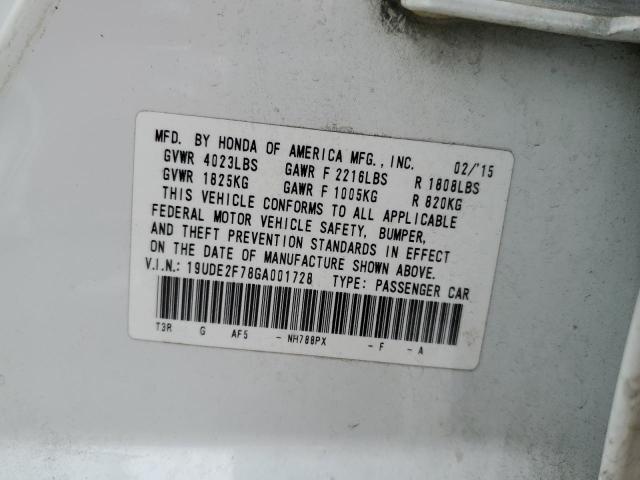 MFD. BY HONDA OF AMERICA MFG., INC. 02/'15
GVWR 4023LBS GAWR F 2216LBS R 1808LBS
GVWR 1825KG GAWR F 1005KG R 820KG
THIS VEHICLE CONFORMS TO ALL APPLICABLE
FEDERAL MOTOR VEHICLE SAFETY, BUMPER,
AND THEFT PREVENTION STANDARDS IN EFFECT
ON THE DATE OF MANUFACTURE SHOWN ABOVE.
V.I.N.: 19UDE2F78GA001728 TYPE: PASSENGER CAR
T3R G AF5 - NH788PX - F - A